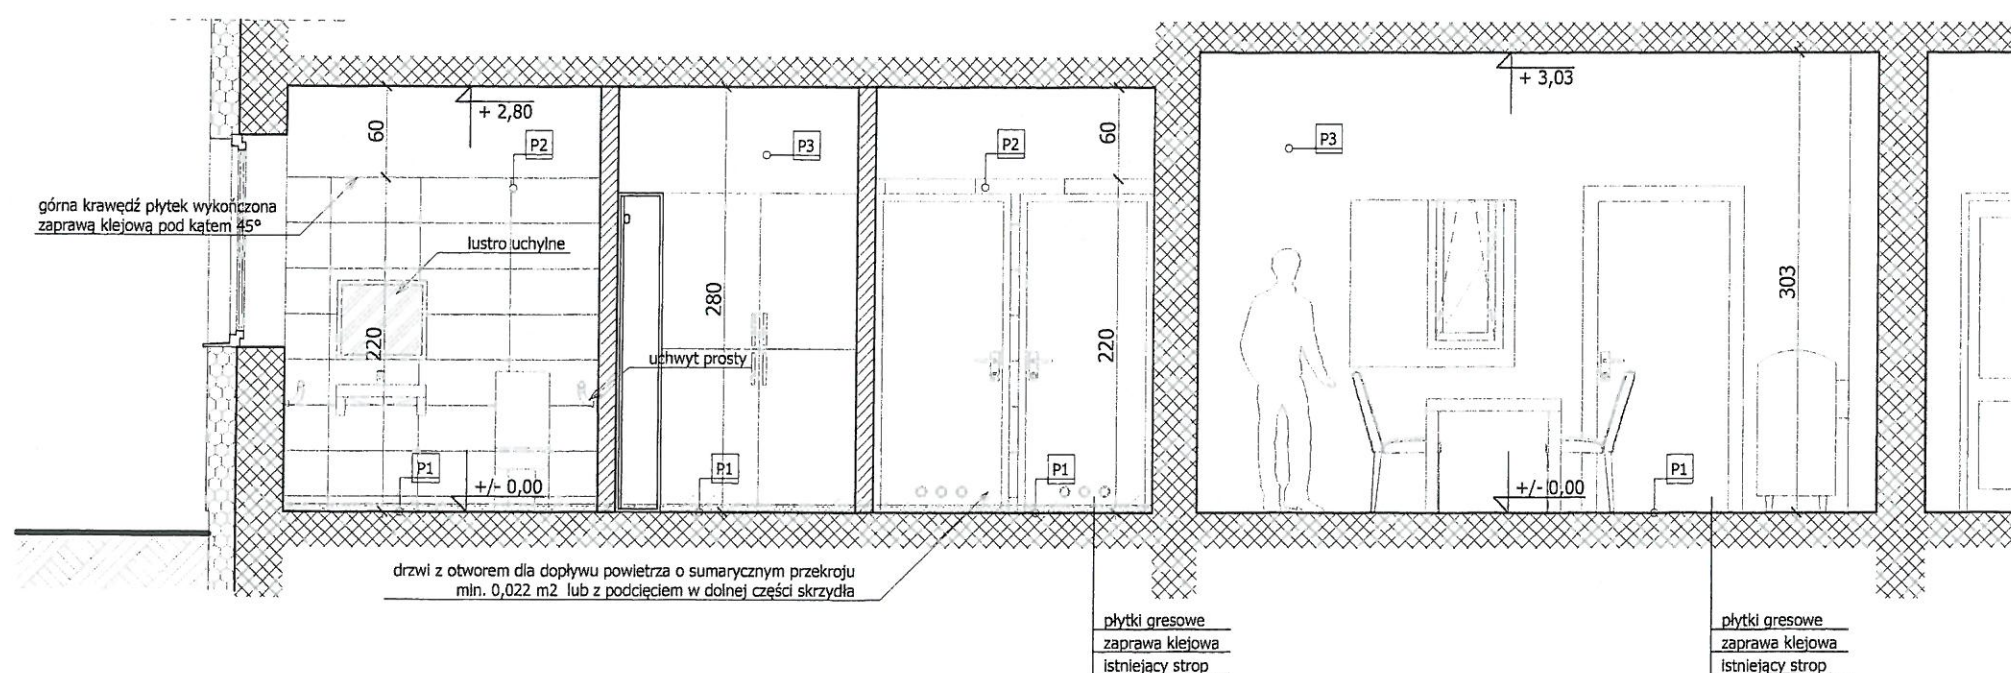 + 2,80
60
P2
P3
P2
60
+ 3,03
P3
górna krawędź płytek wykończona
zaprawą klejową pod kątem 45°
lustro uchylne
220
280
uchwyt prosty
220
303
P1
+/- 0,00
P1
P1
+/- 0,00
P1
drzwi z otworem dla dopływu powietrza o sumarycznym przekroju
min. 0,022 m2 lub z podcięciem w dolnej części skrzydła
płytki gresowe
zaprawa klejowa
istniejący strop
płytki gresowe
zaprawa klejowa
istniejący strop